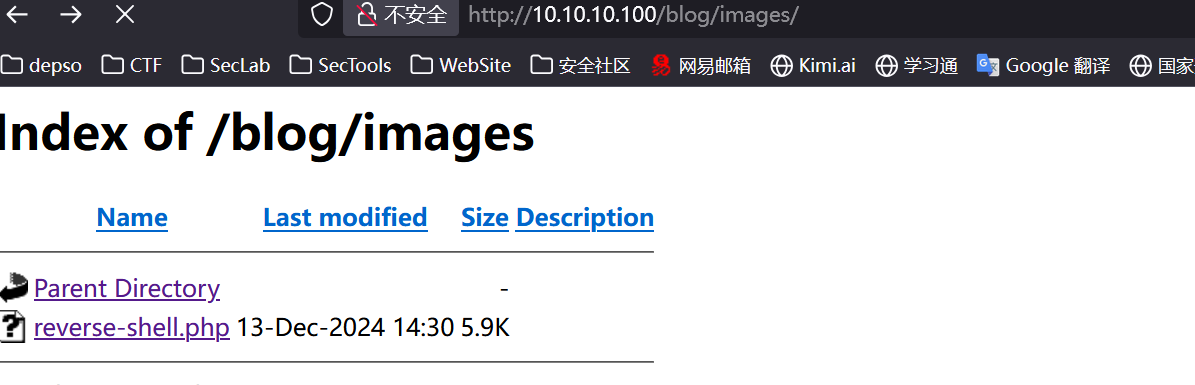 不安全 http://10.10.10.100/blog/images/
depso CTF SecLab SecTools WebSite 安全社区 网易邮箱 Kimi.ai 学习通 Google 翻译 国家
Index of /blog/images
Name Last modified Size Description
Parent Directory -
reverse-shell.php 13-Dec-2024 14:30 5.9K